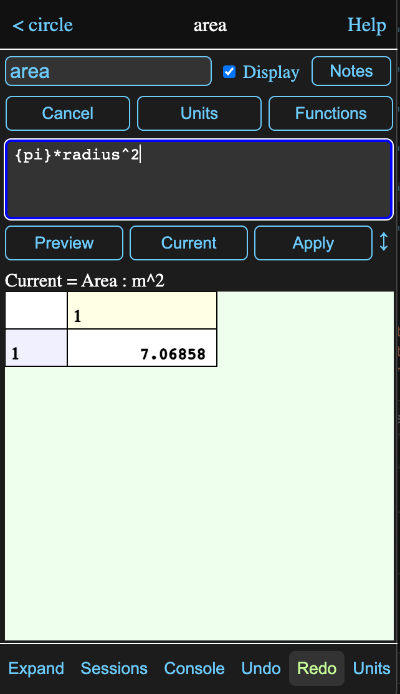 < circle area Help
area Display Notes
Cancel Units Functions
{pi}*radius^2
Preview Current Apply ↕
Current = Area : m^2
1
1 7.06858
Expand Sessions Console Undo Redo Units